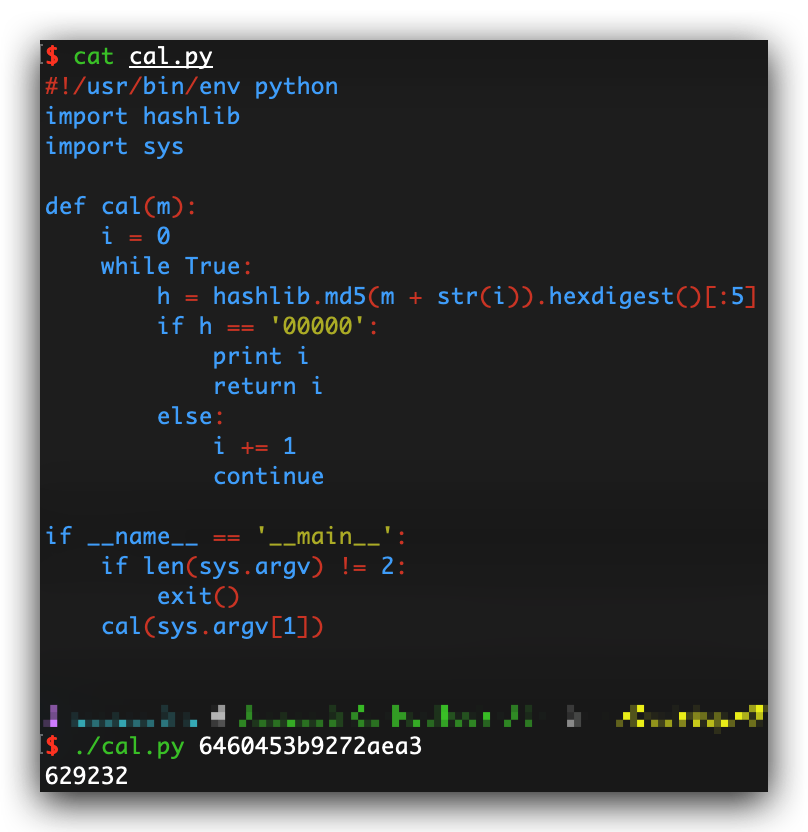 $ cat cal.py
#!/usr/bin/env python
import hashlib
import sys

def cal(m):
    i = 0
    while True:
        h = hashlib.md5(m + str(i)).hexdigest()[:5]
        if h == '00000':
            print i
            return i
        else:
            i += 1
            continue

if __name__ == '__main__':
    if len(sys.argv) != 2:
        exit()
    cal(sys.argv[1])

$ ./cal.py 6460453b9272aea3
629232